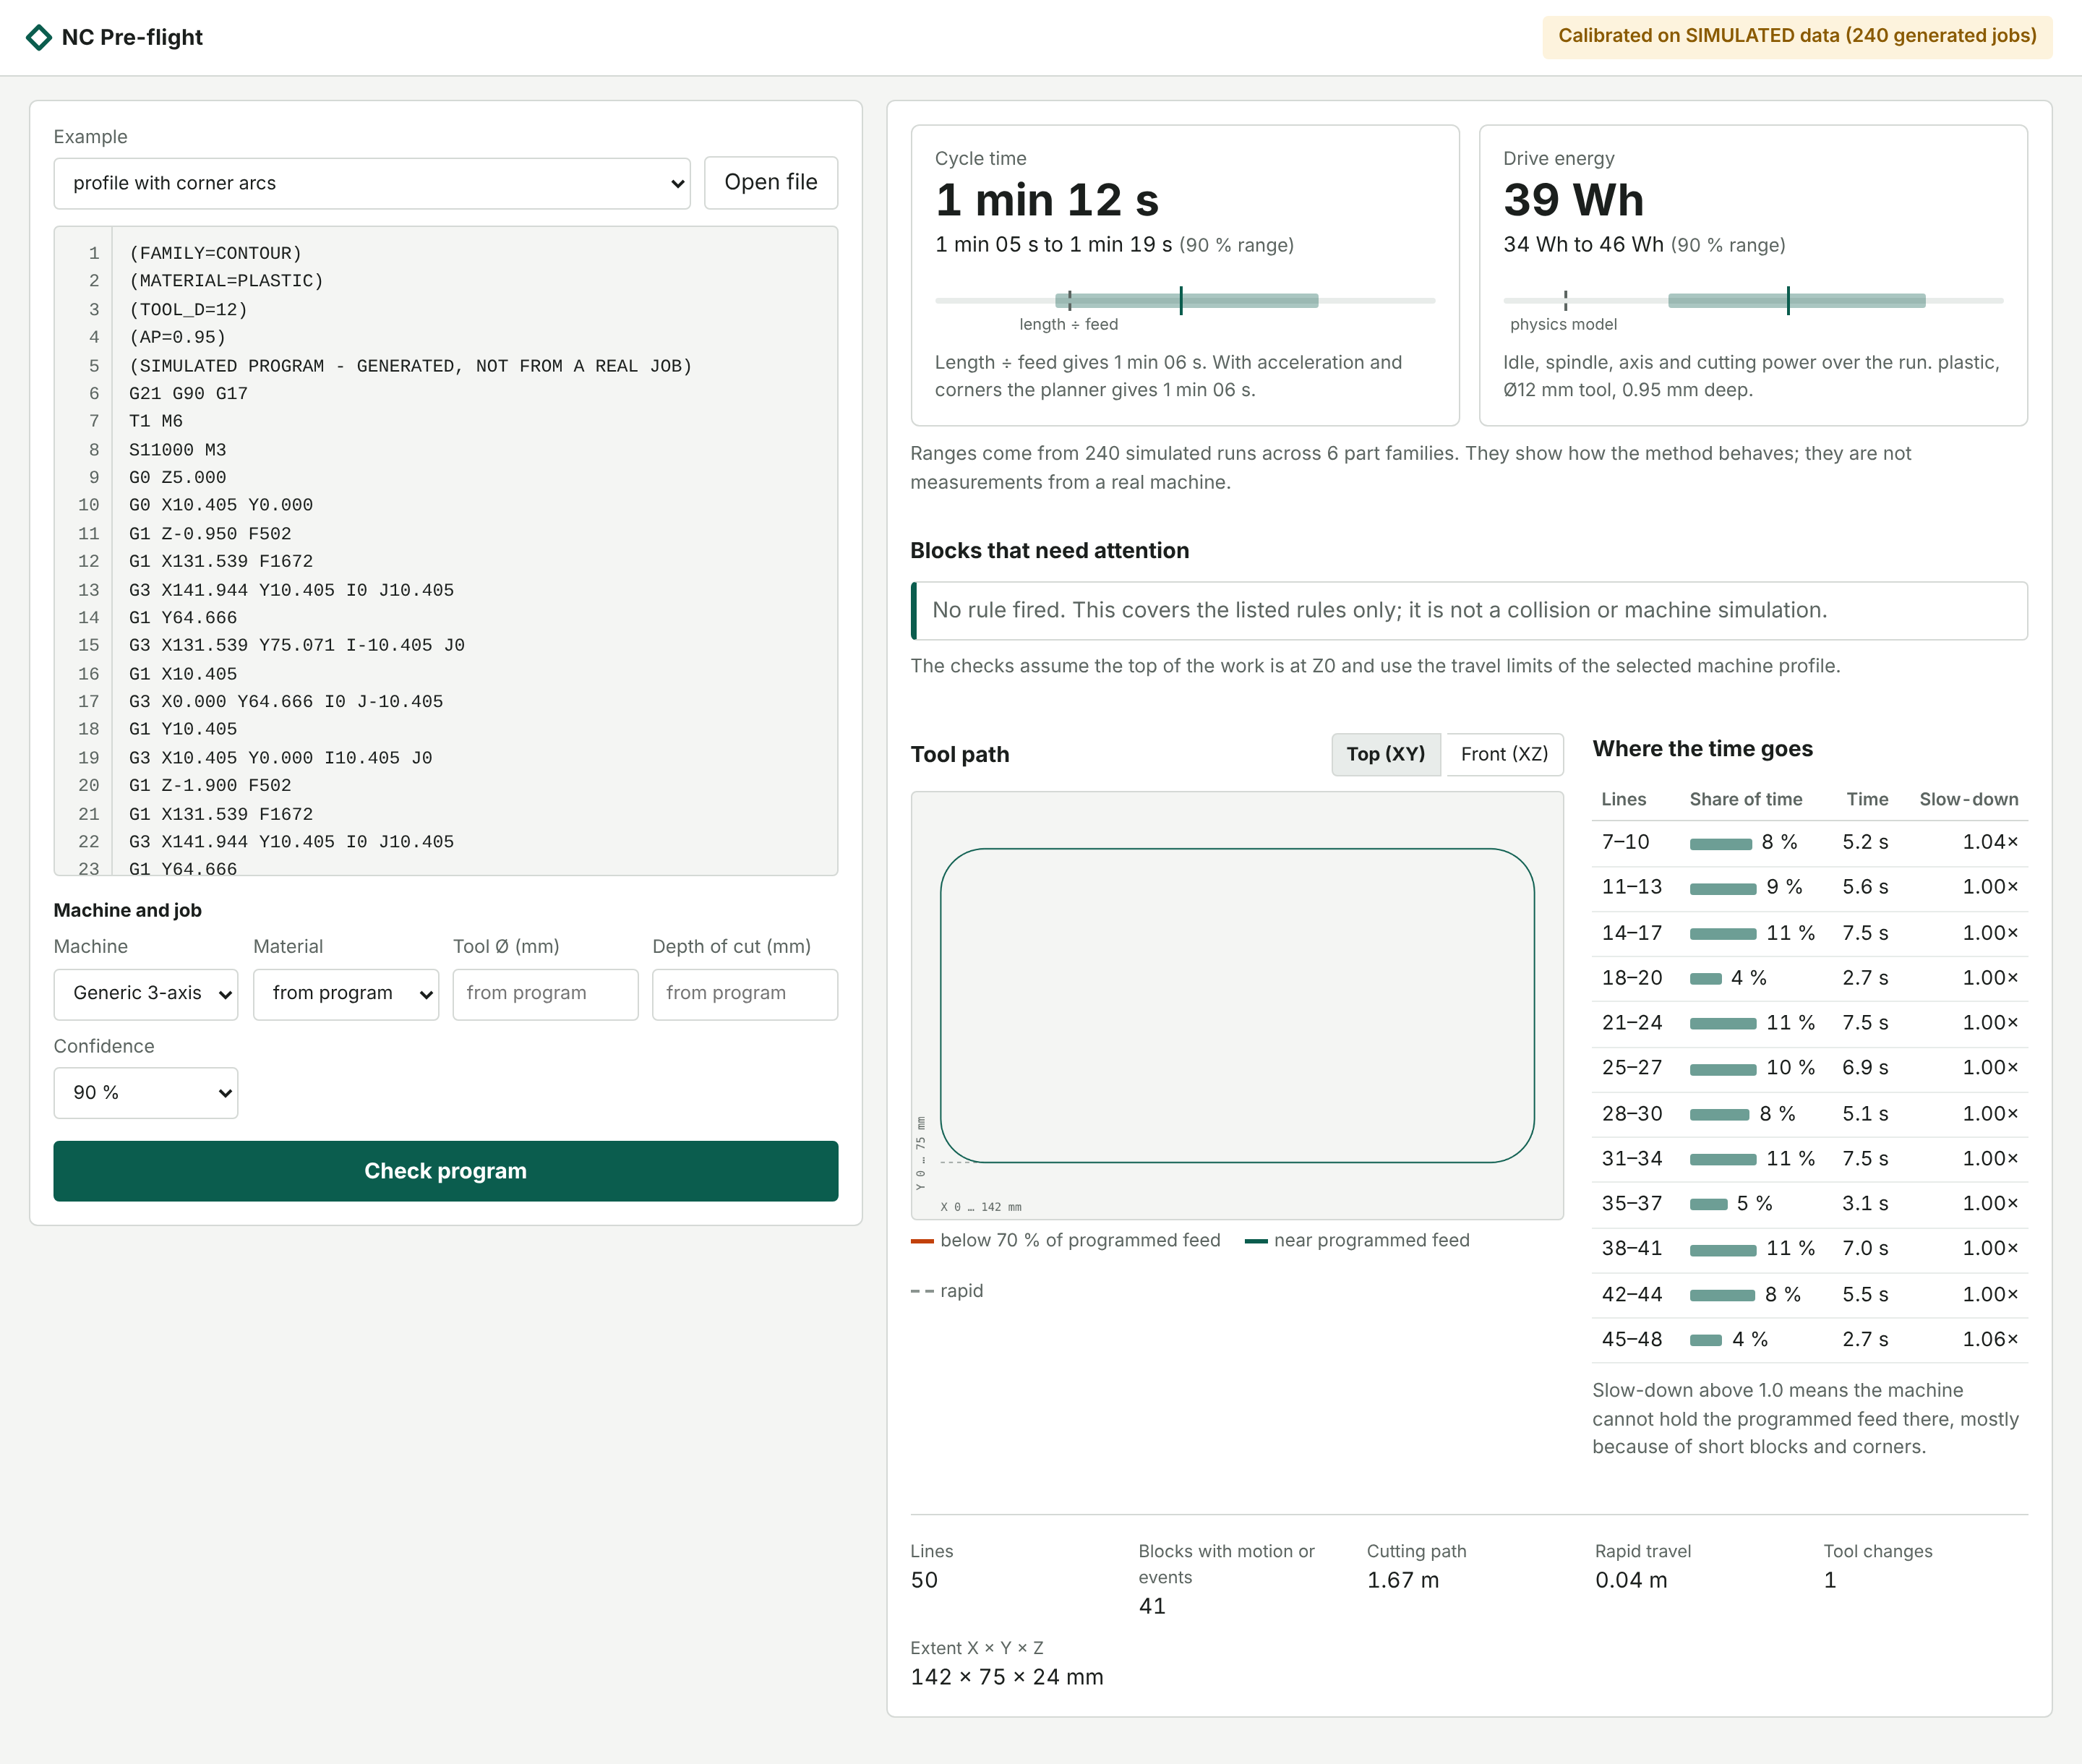 NC Pre-flight
Calibrated on SIMULATED data (240 generated jobs)
Example
profile with corner arcs
Open file
1 (FAMILY=CONTOUR)
2 (MATERIAL=PLASTIC)
3 (TOOL_D=12)
4 (AP=0.95)
5 (SIMULATED PROGRAM - GENERATED, NOT FROM A REAL JOB)
6 G21 G90 G17
7 T1 M6
8 S11000 M3
9 G0 Z5.000
10 G0 X10.405 Y0.000
11 G1 Z-0.950 F502
12 G1 X131.539 F1672
13 G3 X141.944 Y10.405 I0 J10.405
14 G1 Y64.666
15 G3 X131.539 Y75.071 I-10.405 J0
16 G1 X10.405
17 G3 X0.000 Y64.666 I0 J-10.405
18 G1 Y10.405
19 G3 X10.405 Y0.000 I10.405 J0
20 G1 Z-1.900 F502
21 G1 X131.539 F1672
22 G3 X141.944 Y10.405 I0 J10.405
23 G1 Y64.666
Machine and job
Machine Material Tool Ø (mm) Depth of cut (mm)
Generic 3-axis from program from program from program
Confidence
90 %
Check program
Cycle time
1 min 12 s
1 min 05 s to 1 min 19 s (90 % range)
length ÷ feed
Length ÷ feed gives 1 min 06 s. With acceleration and
corners the planner gives 1 min 06 s.
Drive energy
39 Wh
34 Wh to 46 Wh (90 % range)
physics model
Idle, spindle, axis and cutting power over the run. plastic,
Ø12 mm tool, 0.95 mm deep.
Ranges come from 240 simulated runs across 6 part families. They show how the method behaves; they are not
measurements from a real machine.
Blocks that need attention
No rule fired. This covers the listed rules only; it is not a collision or machine simulation.
The checks assume the top of the work is at Z0 and use the travel limits of the selected machine profile.
Tool path
Top (XY) Front (XZ)
Y 0 … 75 mm
X 0 … 142 mm
below 70 % of programmed feed near programmed feed
rapid
Where the time goes
Lines Share of time Time Slow-down
7–10 8 % 5.2 s 1.04×
11–13 9 % 5.6 s 1.00×
14–17 11 % 7.5 s 1.00×
18–20 4 % 2.7 s 1.00×
21–24 11 % 7.5 s 1.00×
25–27 10 % 6.9 s 1.00×
28–30 8 % 5.1 s 1.00×
31–34 11 % 7.5 s 1.00×
35–37 5 % 3.1 s 1.00×
38–41 11 % 7.0 s 1.00×
42–44 8 % 5.5 s 1.00×
45–48 4 % 2.7 s 1.06×
Slow-down above 1.0 means the machine
cannot hold the programmed feed there, mostly
because of short blocks and corners.
Lines
50
Blocks with motion or
events
41
Cutting path
1.67 m
Rapid travel
0.04 m
Tool changes
1
Extent X × Y × Z
142 × 75 × 24 mm